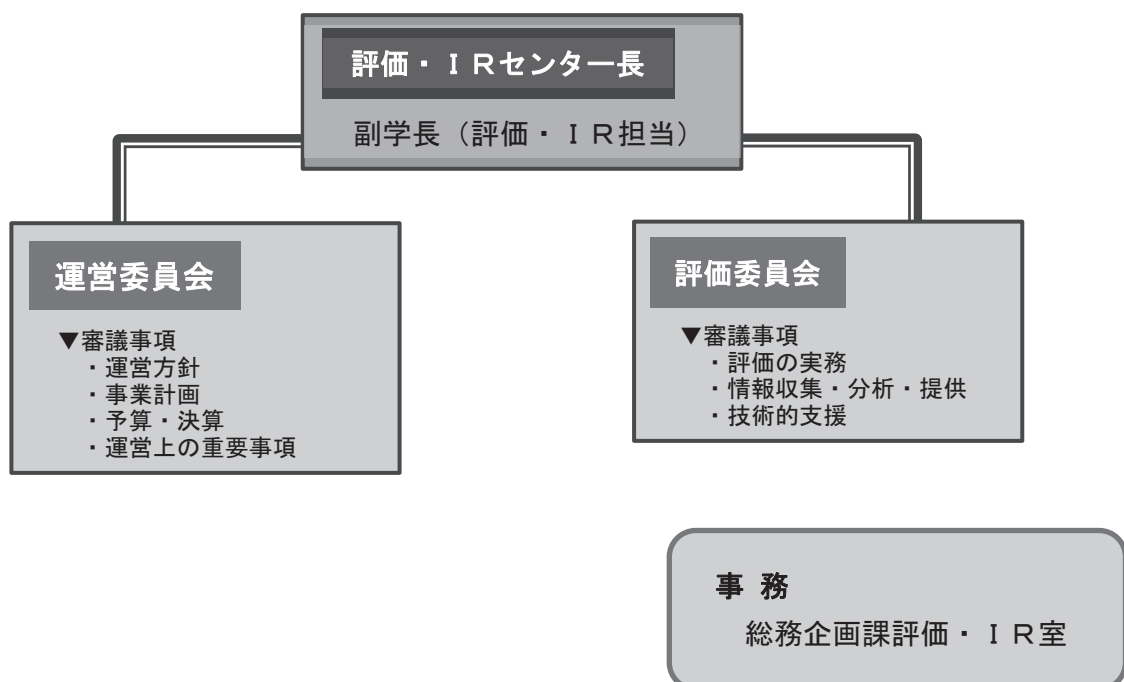 評価・ＩＲセンター長
副学長（評価・ＩＲ担当）
運営委員会
▼審議事項
・運営方針
・事業計画
・予算・決算
・運営上の重要事項
評価委員会
▼審議事項
・評価の実務
・情報収集・分析・提供
・技術的支援
事 務
総務企画課評価・ＩＲ室